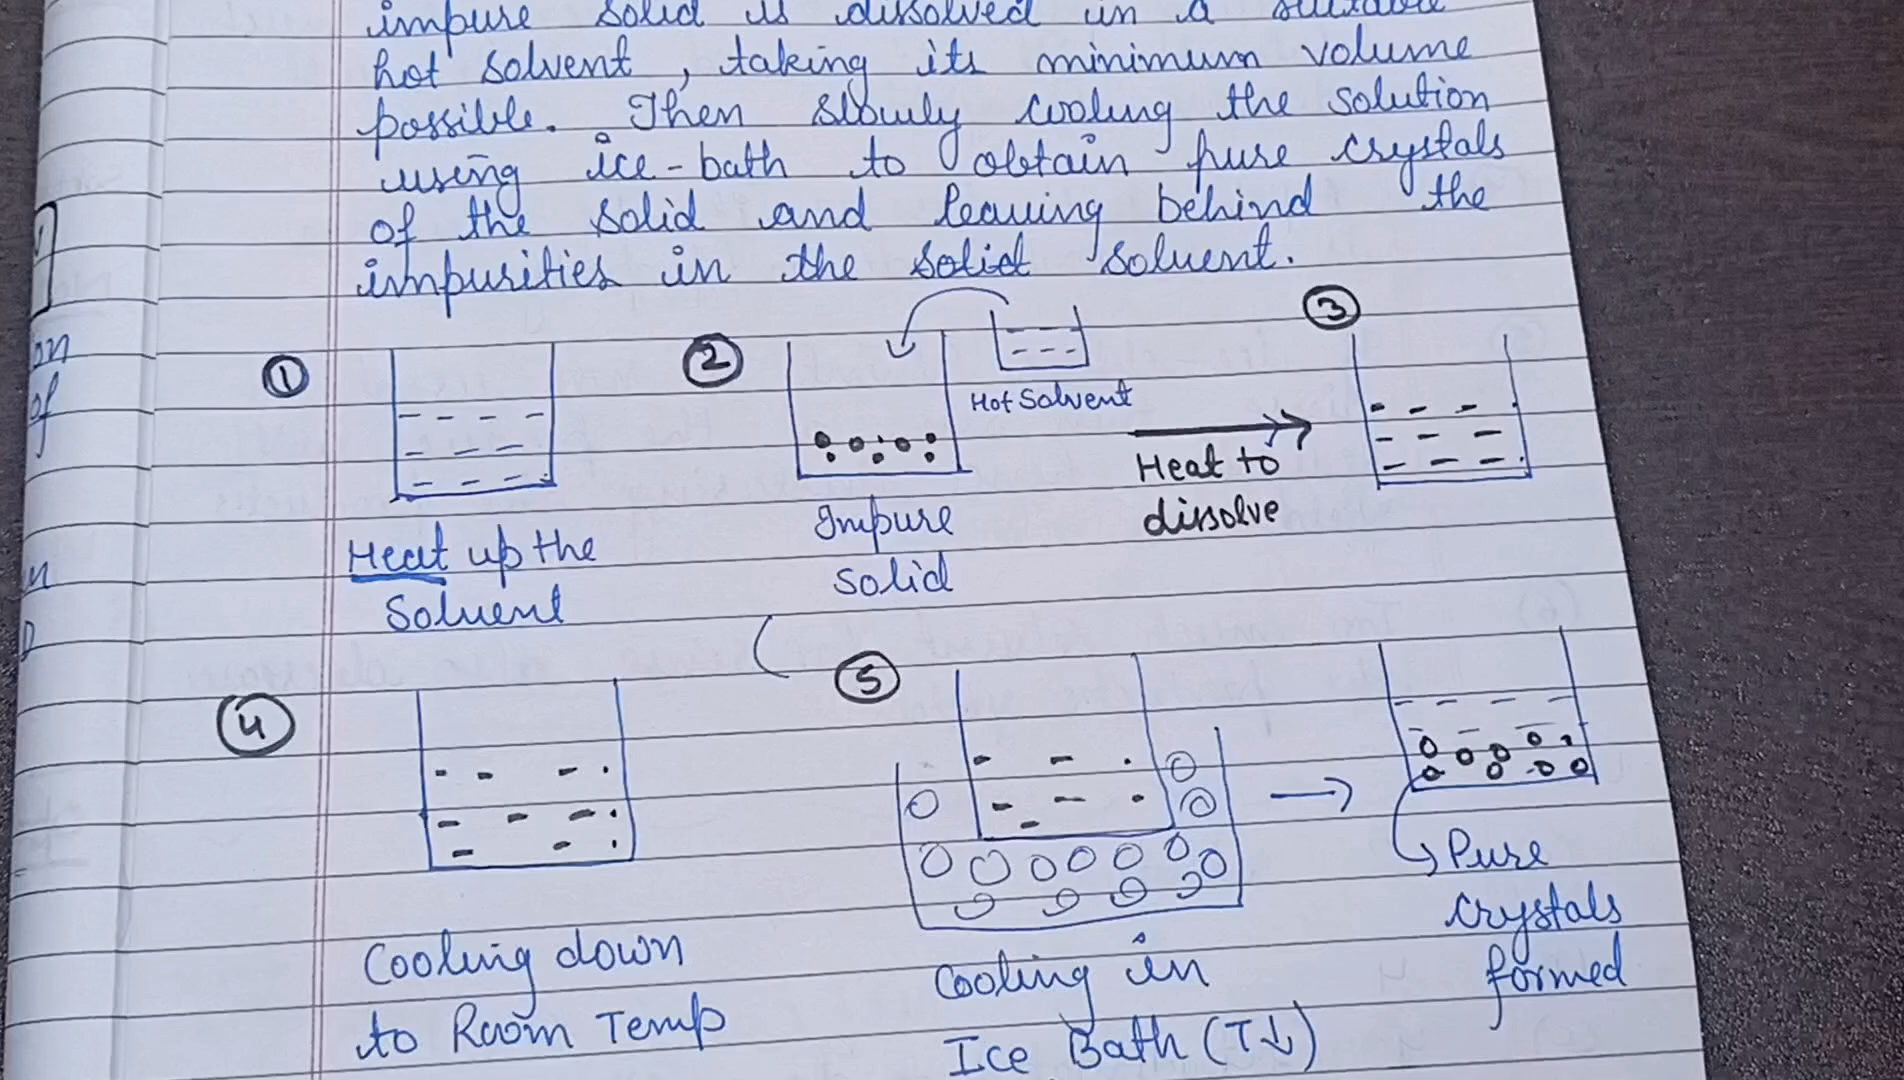 impure solid is dissolved in a suitable
hot solvent, taking its minimum volume
possible. Then slowly cooling the solution
using ice-bath to obtain pure crystals
of the solid and leaving behind the
impurities in the solid solvent.
①
②
③
Hot Solvent
Heat to
dissolve
Impure
Solid
Heat up the
Solvent
④
⑤
Pure
crystals
formed
Cooling down
to Room Temp
Cooling in
Ice Bath (T↓)
on
of